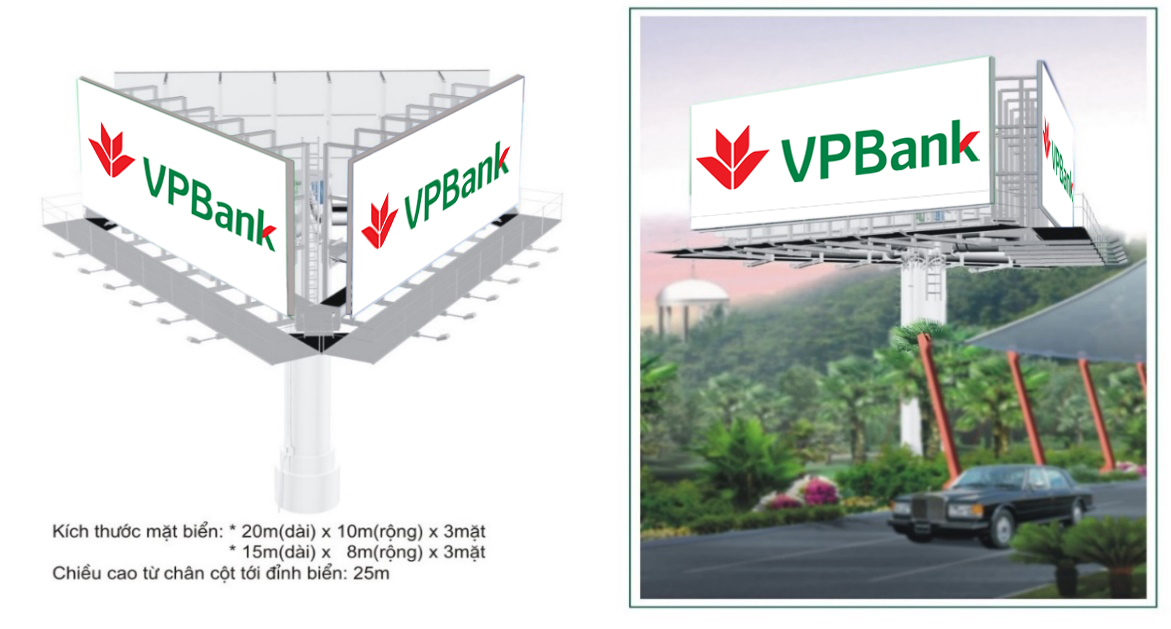 VPBank
VPBank
VPBank
VPBank
Kích thước mặt biển: * 20m(dài) x 10m(rộng) x 3mặt
* 15m(dài) x 8m(rộng) x 3mặt
Chiều cao từ chân cột tới đỉnh biển: 25m